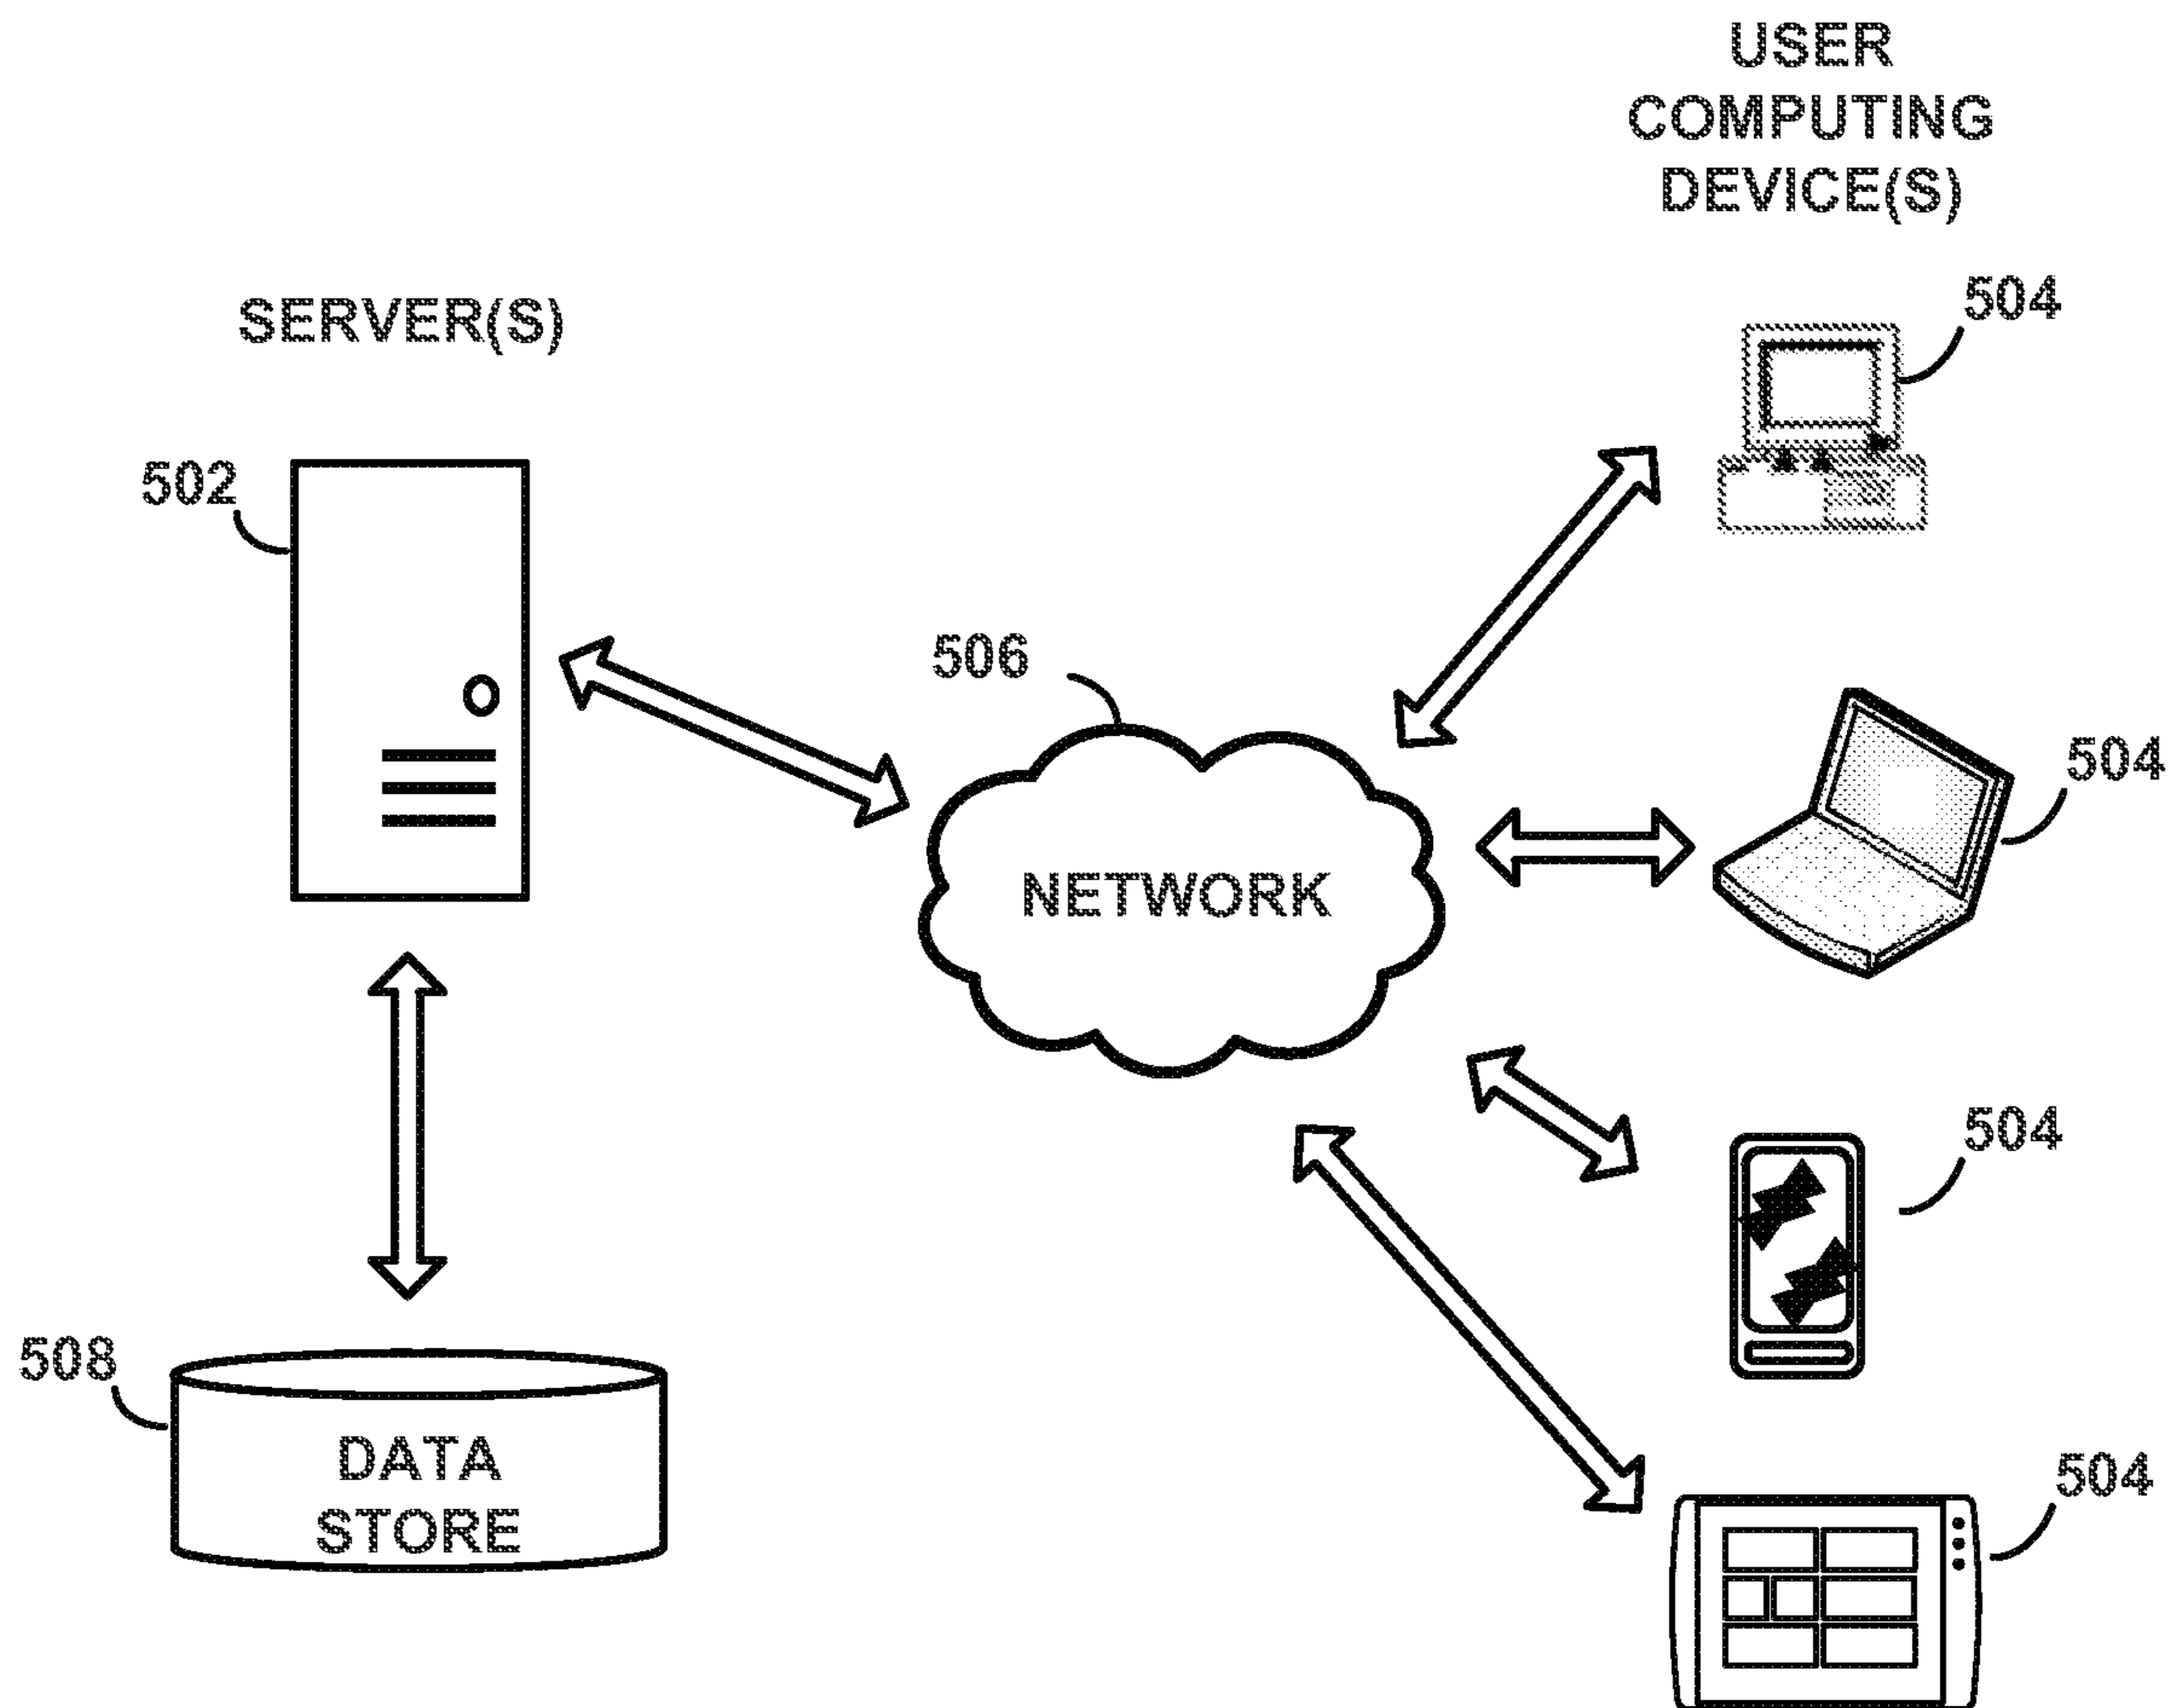 USER
COMPUTING
DEVICE(S)
504
SERVER(S)
502
506
504
NETWORK
504
508
DATA
STORE
504